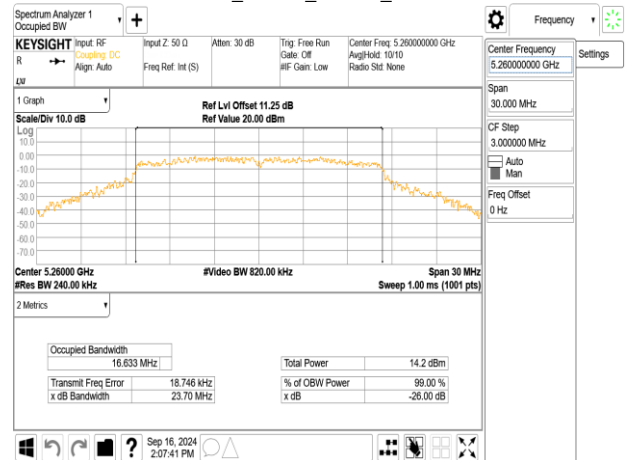 Spectrum Analyzer 1
Occupied BW
+
Frequency
KEYSIGHT
R
LXI
Input: RF
Coupling: DC
Align: Auto
Input Z: 50 Ω
Freq Ref: Int (S)
Atten: 30 dB
Trig: Free Run
Gate: Off
#IF Gain: Low
Center Freq: 5.260000000 GHz
Avg|Hold: 10/10
Radio Std: None
Center Frequency
5.260000000 GHz
Settings
Span
30.000 MHz
CF Step
3.000000 MHz
Auto
Man
Freq Offset
0 Hz
1 Graph
Scale/Div 10.0 dB
Ref Lvl Offset 11.25 dB
Ref Value 20.00 dBm
Log
10.0
0.00
-10.0
-20.0
-30.0
-40.0
-50.0
-60.0
-70.0
Center 5.26000 GHz
#Video BW 820.00 kHz
Span 30 MHz
#Res BW 240.00 kHz
Sweep 1.00 ms (1001 pts)
2 Metrics
Occupied Bandwidth
16.633 MHz
Total Power 14.2 dBm
Transmit Freq Error 18.746 kHz
% of OBW Power 99.00 %
x dB Bandwidth 23.70 MHz
x dB -26.00 dB
?
Sep 16, 2024
2:07:41 PM